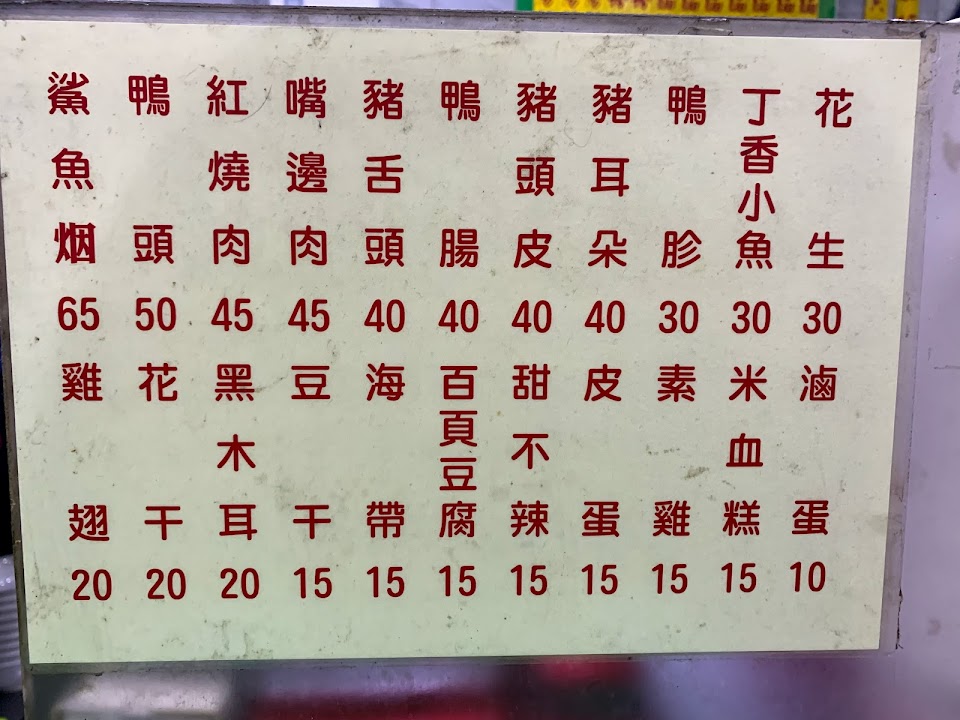 鯊魚烟 65
鴨頭 50
紅燒肉 45
嘴邊肉 45
豬舌頭 40
鴨腸 40
豬頭皮 40
豬耳朵 40
鴨胗 30
丁香小魚 30
花生 30
雞翅 20
花干 20
黑木耳 20
豆干 15
海帶 15
百頁豆腐 15
甜不辣 15
皮蛋 15
素雞 15
米血糕 15
滷蛋 10